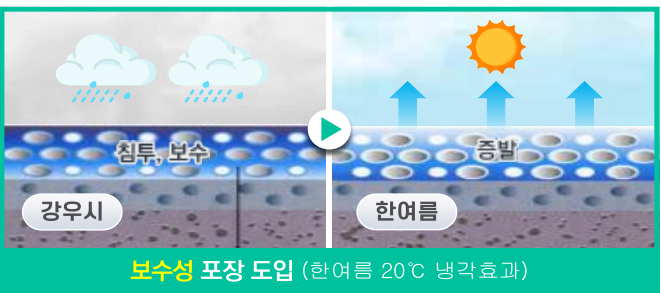 침투, 보수
증발
강우시
한여름
보수성 포장 도입 (한여름 20℃ 냉각효과)